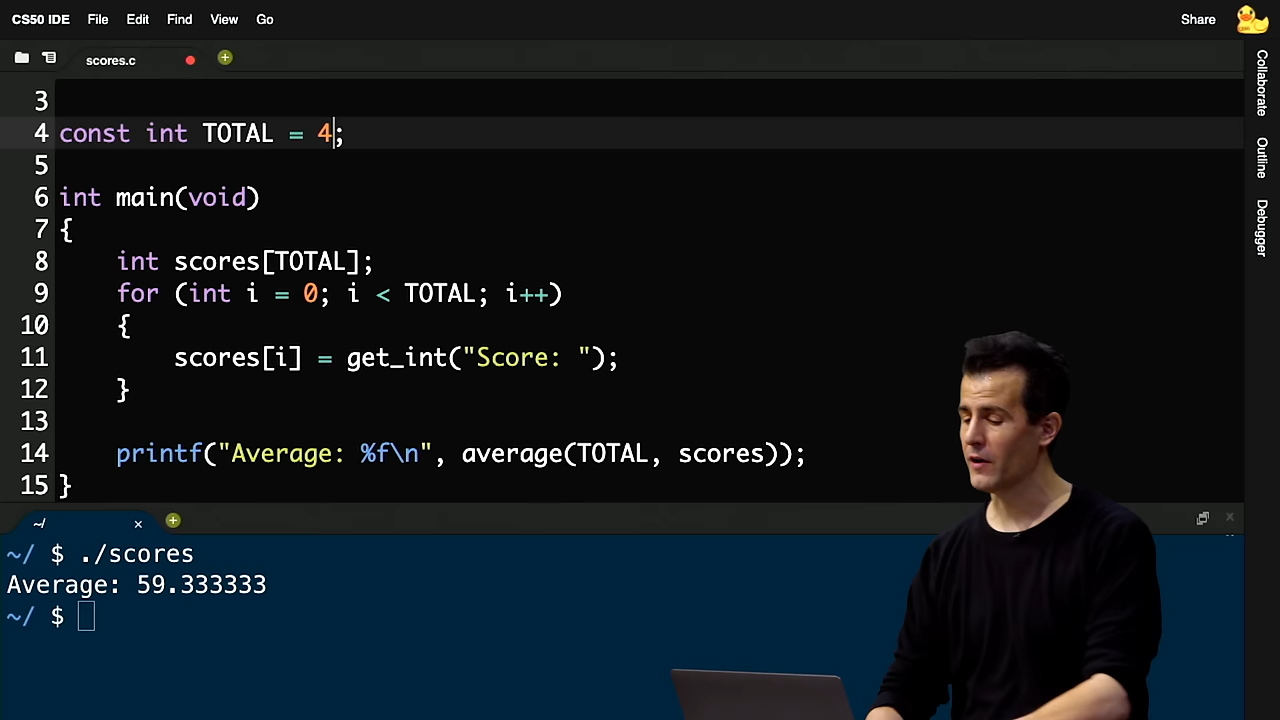 CS50 IDE File Edit Find View Go Share
scores.c
3
4 const int TOTAL = 4;
5
6 int main(void)
7 {
8     int scores[TOTAL];
9     for (int i = 0; i < TOTAL; i++)
10     {
11         scores[i] = get_int("Score: ");
12     }
13
14     printf("Average: %f\n", average(TOTAL, scores));
15 }
~/
~/ $ ./scores
Average: 59.333333
~/ $
Collaborate
Outline
Debugger